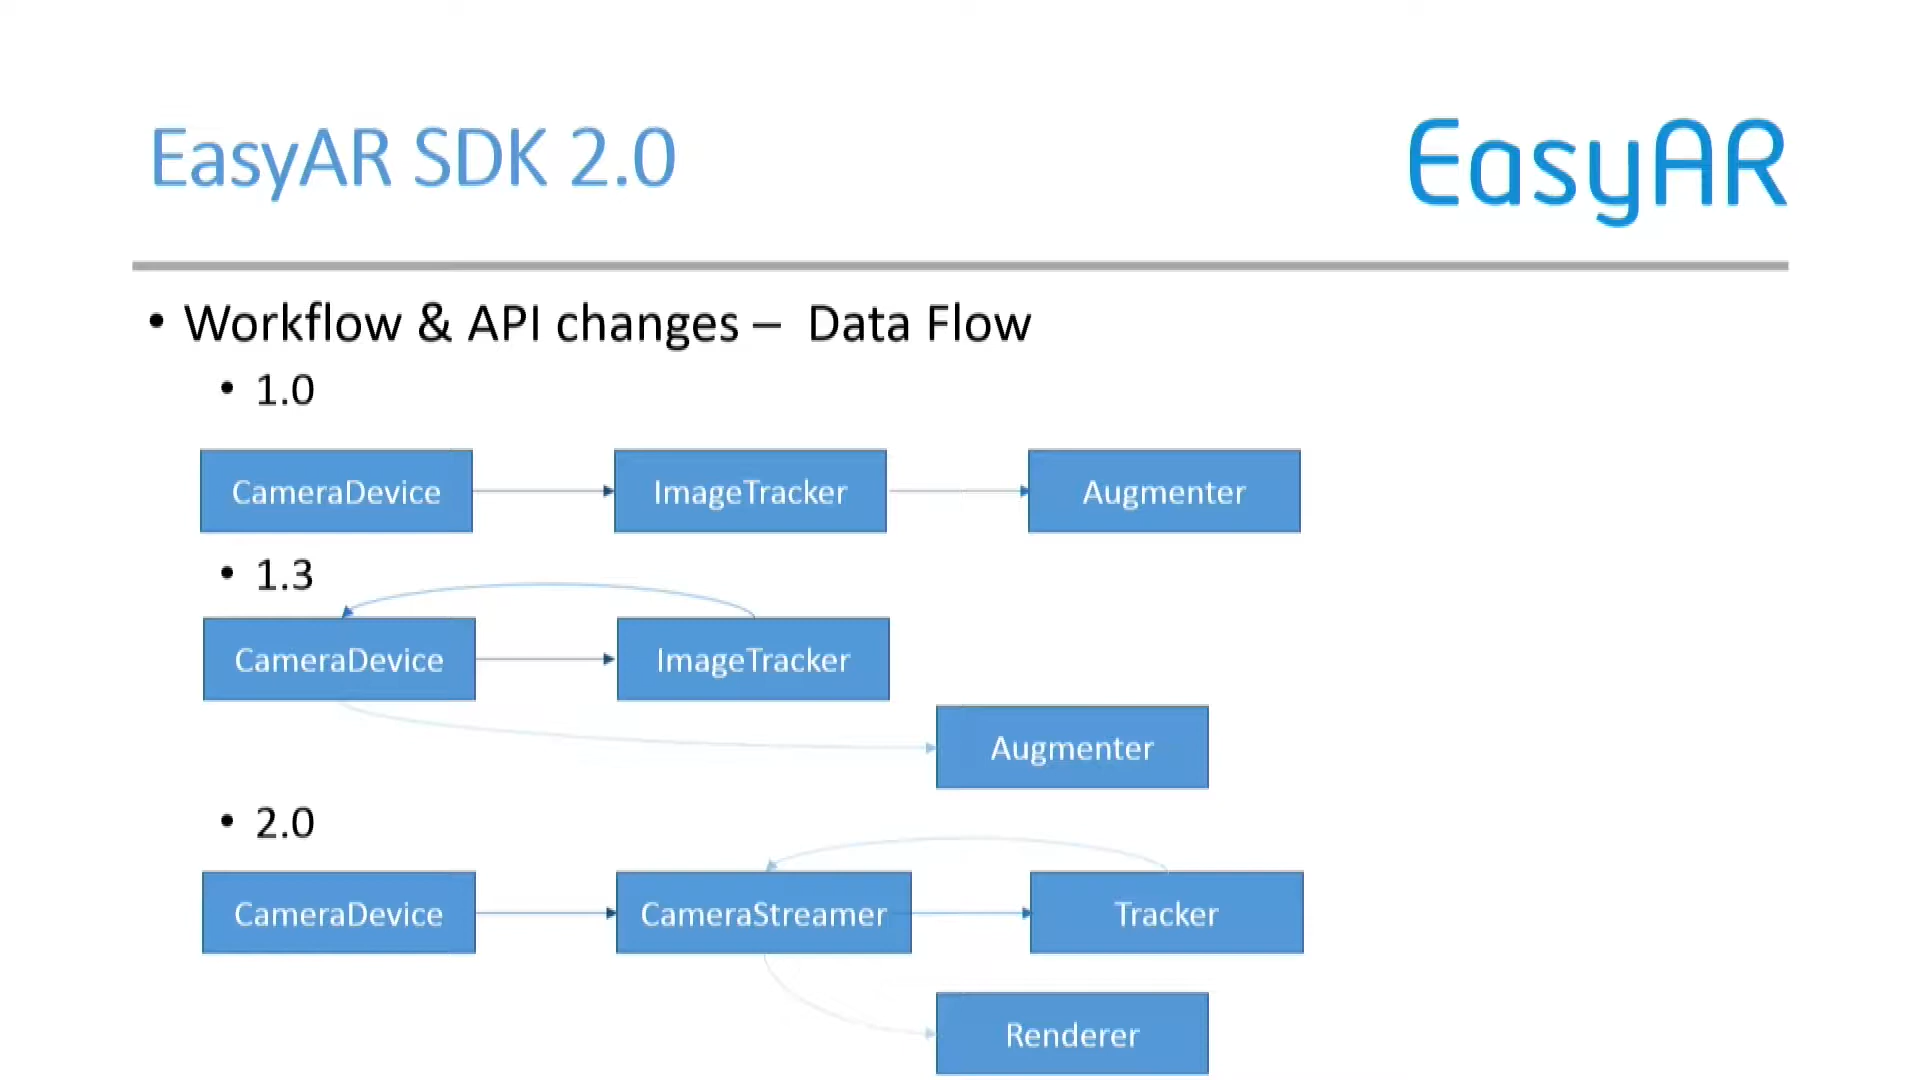 EasyAR SDK 2.0
EasyAR
• Workflow & API changes – Data Flow
• 1.0
CameraDevice
ImageTracker
Augmenter
• 1.3
CameraDevice
ImageTracker
Augmenter
• 2.0
CameraDevice
CameraStreamer
Tracker
Renderer